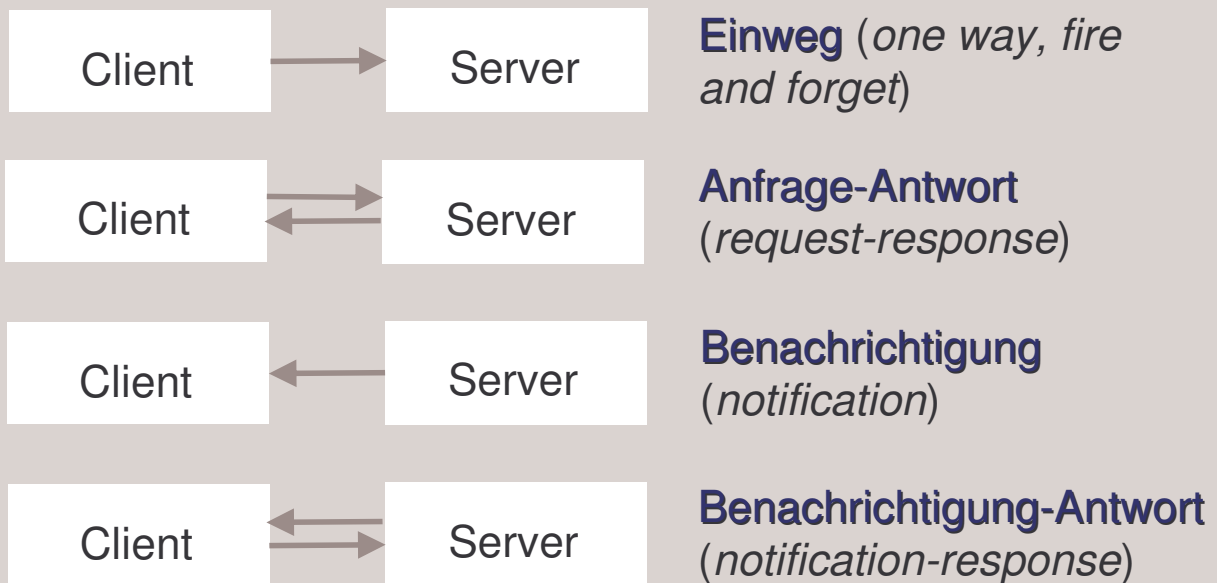 Client
Server
Einweg (one way, fire
and forget)
Client
Server
Anfrage-Antwort
(request-response)
Client
Server
Benachrichtigung
(notification)
Client
Server
Benachrichtigung-Antwort
(notification-response)